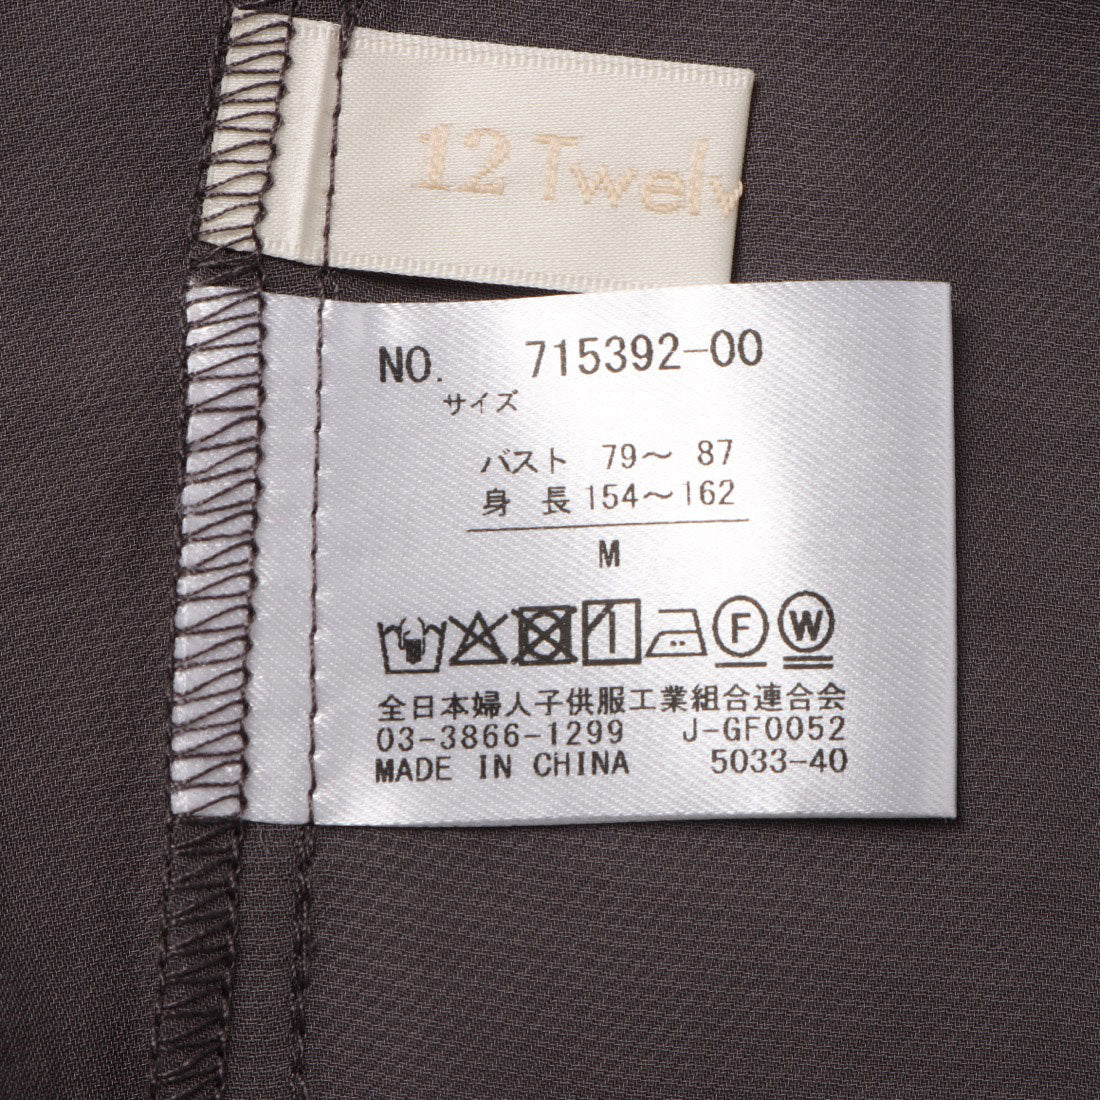 12 Twelv
NO. 715392-00
サイズ
バスト 79～ 87
身 長 154～162
M
F W
全日本婦人子供服工業組合連合会
03-3866-1299 J-GF0052
MADE IN CHINA 5033-40